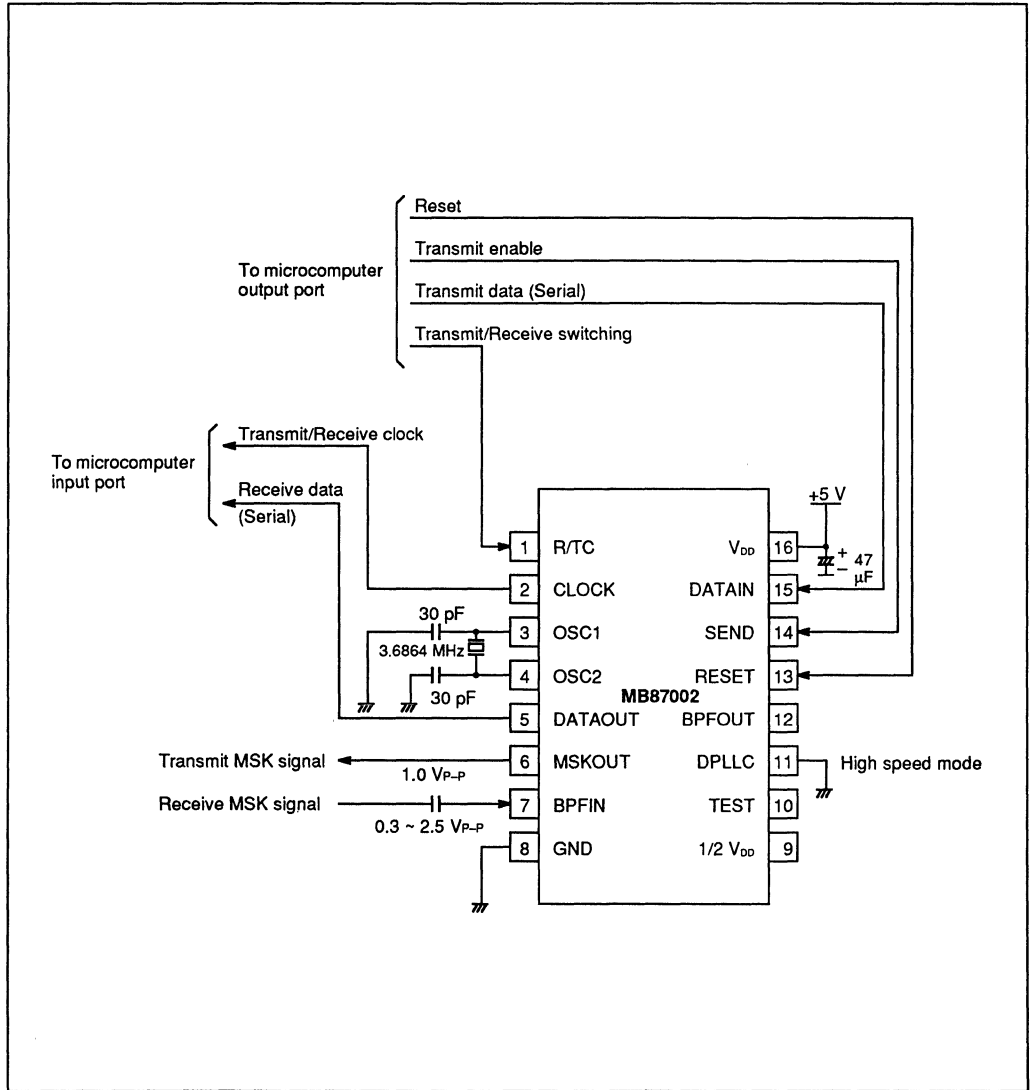 Reset
Transmit enable
To microcomputer
output port
Transmit data (Serial)
Transmit/Receive switching
Transmit/Receive clock
To microcomputer
input port
Receive data
(Serial)
+5 V
1 R/TC VDD 16
+ 47
– µF
2 CLOCK DATAIN 15
30 pF
3 OSC1 SEND 14
3.6864 MHz
4 OSC2 RESET 13
30 pF
MB87002
5 DATAOUT BPFOUT 12
Transmit MSK signal 6 MSKOUT DPLLC 11 High speed mode
1.0 VP–P
Receive MSK signal 7 BPFIN TEST 10
0.3 ~ 2.5 VP–P
8 GND 1/2 VDD 9